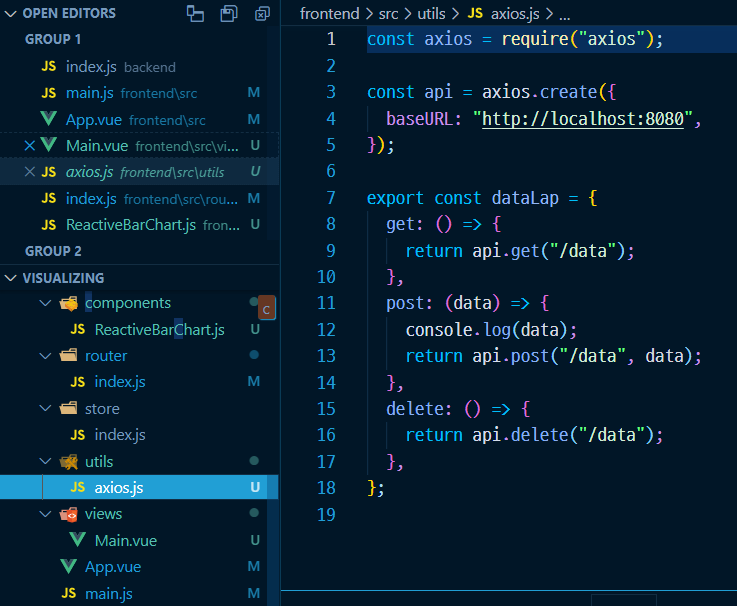 OPEN EDITORS
GROUP 1
JS index.js backend
JS main.js frontend\src M
App.vue frontend\src M
Main.vue frontend\src\vi... U
JS axios.js frontend\src\utils U
JS index.js frontend\src\rou... M
JS ReactiveBarChart.js fron... U
GROUP 2
VISUALIZING
components
C
JS ReactiveBarChart.js U
router
JS index.js M
store
JS index.js
utils
JS axios.js U
views
Main.vue U
App.vue M
JS main.js M
frontend > src > utils > JS axios.js > ...
1 const axios = require("axios");
2
3 const api = axios.create({
4 baseURL: "http://localhost:8080",
5 });
6
7 export const dataLap = {
8 get: () => {
9 return api.get("/data");
10 },
11 post: (data) => {
12 console.log(data);
13 return api.post("/data", data);
14 },
15 delete: () => {
16 return api.delete("/data");
17 },
18 };
19